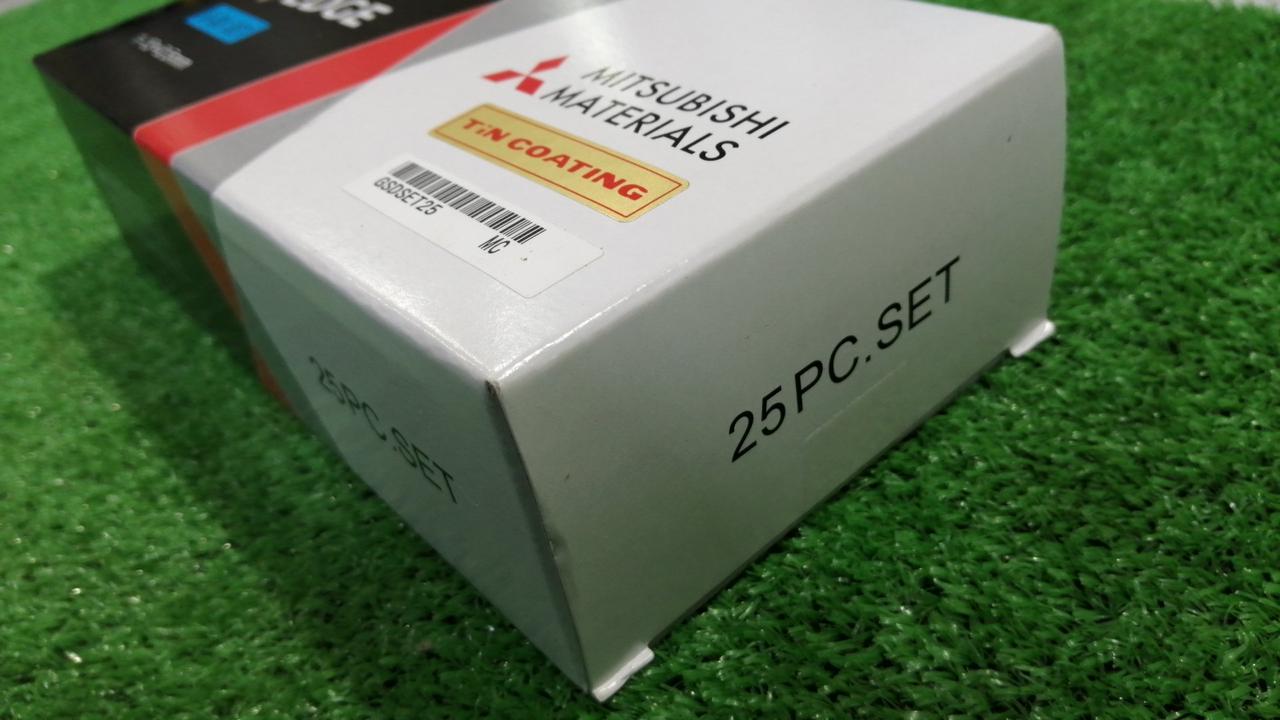 MITSUBISHI
MATERIALS
TiN COATING
GSDSET25
MC
25PC.SET
25PC.SET